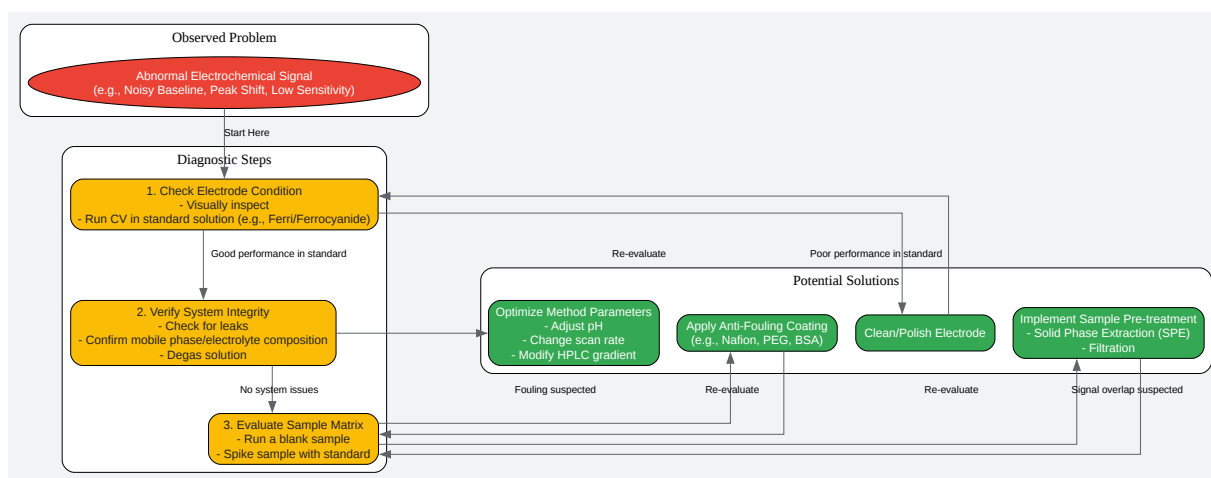 Observed Problem
Abnormal Electrochemical Signal
(e.g., Noisy Baseline, Peak Shift, Low Sensitivity)
Start Here
Diagnostic Steps
1. Check Electrode Condition
- Visually inspect
- Run CV in standard solution (e.g., Ferri/Ferrocyanide)
Good performance in standard
Re-evaluate
Poor performance in standard
2. Verify System Integrity
- Check for leaks
- Confirm mobile phase/electrolyte composition
- Degas solution
Potential Solutions
Optimize Method Parameters
- Adjust pH
- Change scan rate
- Modify HPLC gradient
Apply Anti-Fouling Coating
(e.g., Nafion, PEG, BSA)
Clean/Polish Electrode
Implement Sample Pre-treatment
- Solid Phase Extraction (SPE)
- Filtration
No system issues
Fouling suspected
Re-evaluate
Re-evaluate
Signal overlap suspected
3. Evaluate Sample Matrix
- Run a blank sample
- Spike sample with standard